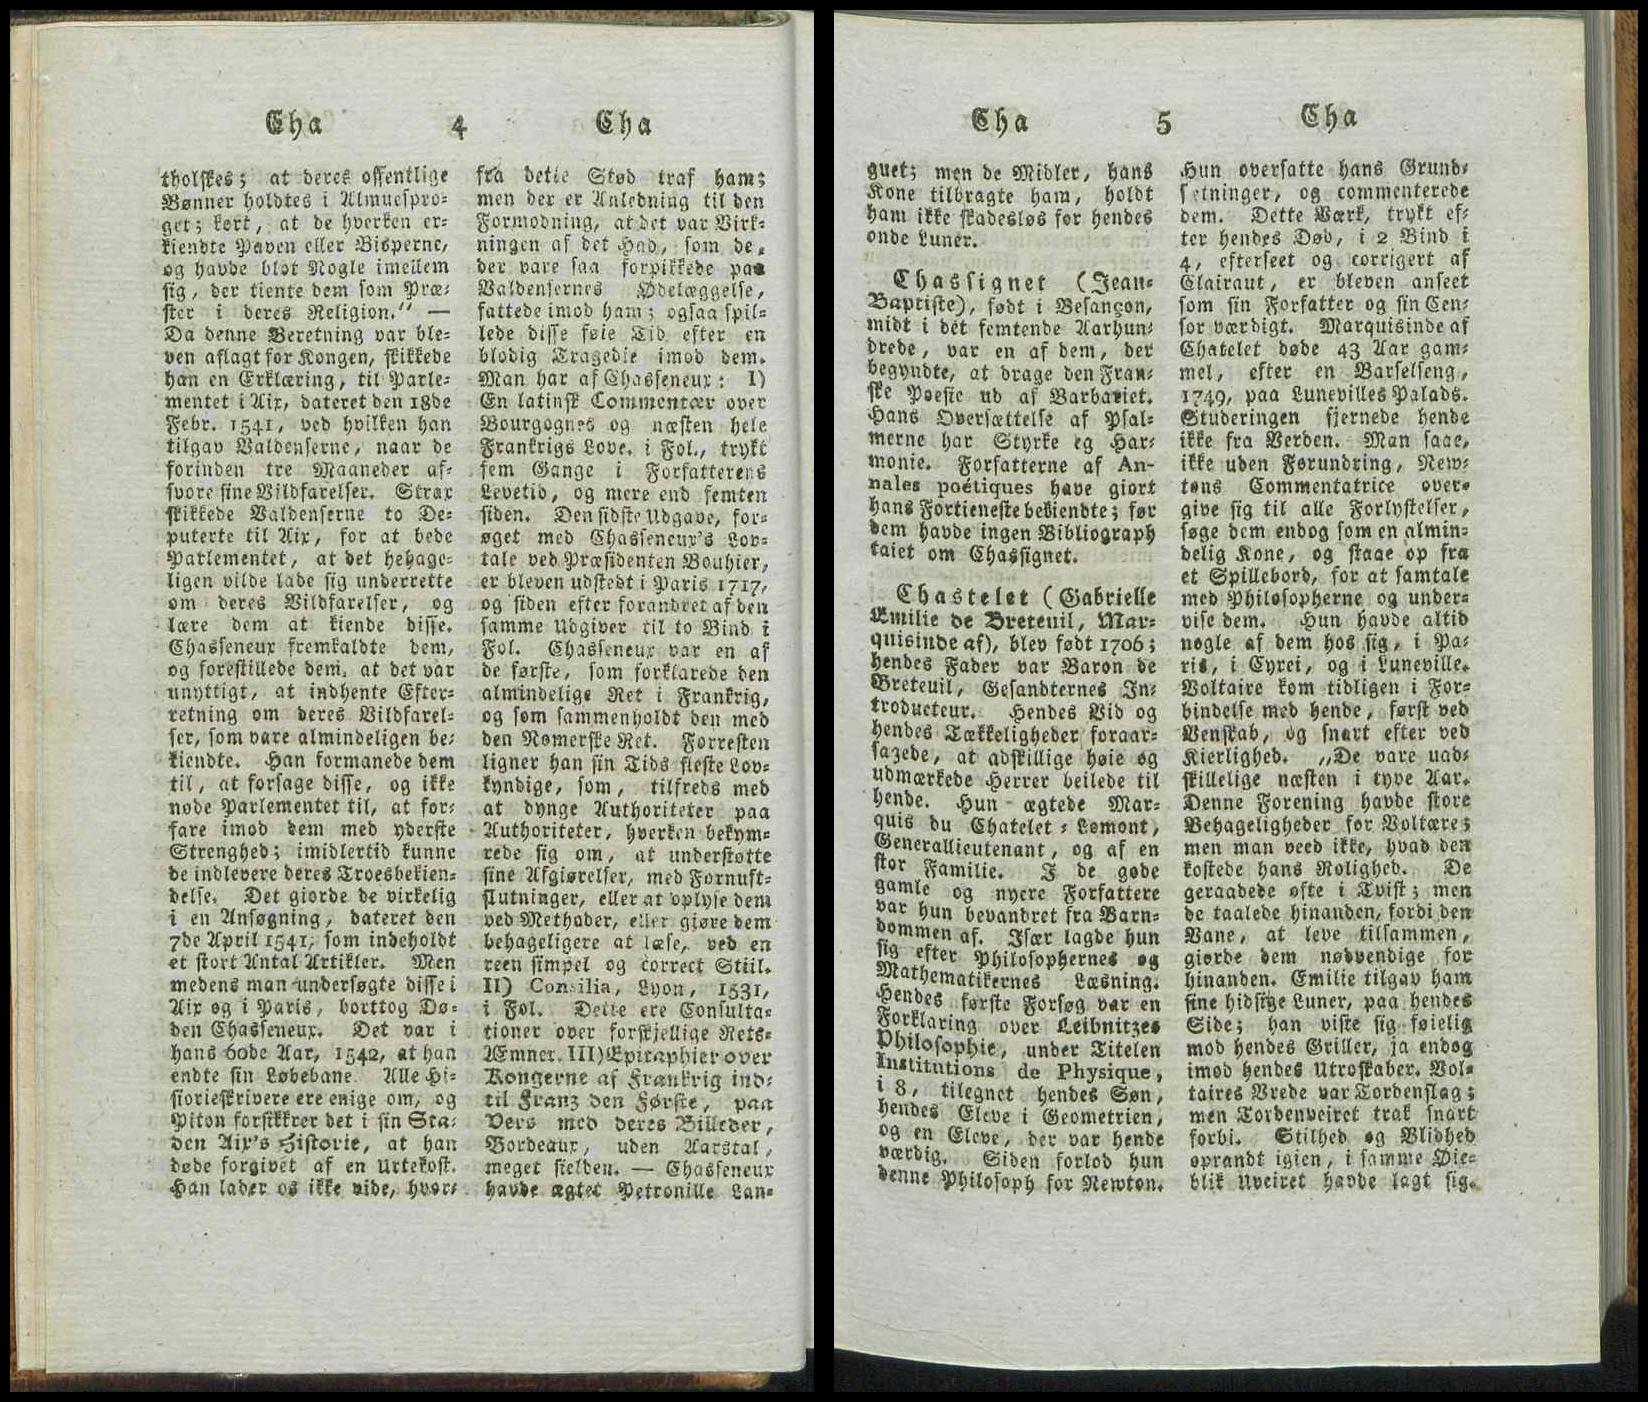 Cha 4 Cha
tholskes; at deres offentlige
Bønner holdtes i Almuespro-
get; kort, at de hverken er-
kiendte Paven eller Bisperne,
og havde blot Nogle imellem
sig, der tiente dem som Præ-
ster i deres Religion.“ —
Da denne Beretning var ble-
ven aflagt for Kongen, skikkede
han en Erklæring, til Parle-
mentet i Aix, dateret den 18de
Febr. 1541, ved hvilken han
tilgav Valdenserne, naar de
forinden tre Maaneder af-
svore sine Vildfarelser. Strax
skikkede Valdenserne to De-
puterte til Aix, for at bede
Parlementet, at det behage-
ligen vilde lade sig underrette
om deres Vildfarelser, og
lære dem at kiende disse.
Chasseneux fremkaldte dem,
og forestillede dem, at det var
unyttigt, at indhente Efter-
retning om deres Vildfarel-
ser, som vare almindeligen be-
kiendte. Han formanede dem
til, at forsage disse, og ikke
nøde Parlementet til, at for-
fare imod dem med yderste
Strenghed; imidlertid kunne
de indlevere deres Troesbekien-
delse. Det giorde de virkelig
i en Ansøgning, dateret den
7de April 1541, som indeholdt
et stort Antal Artikler. Men
medens man undersøgte disse i
Aix og i Paris, borttog Dø-
den Chasseneux. Det var i
hans 60de Aar, 1542, at han
endte sin Løbebane. Alle Hi-
storieskrivere ere enige om, og
Piton forsikkrer det i sin Sta-
den Aix's Historie, at han
døde forgivet af en Urtekost.
Han lader os ikke vide, hvor-
fra dette Stød traf ham;
men der er Anledning til den
Formodning, at det var Virk-
ningen af det Had, som de,
der vare saa forpikkede paa
Valdensernes Ødelæggelse,
fattede imod ham; ogsaa spil-
lede disse føie Tid efter en
blodig Tragedie imod dem.
Man har af Chasseneux: I)
En latinsk Commentær over
Bourgognes og næsten hele
Frankrigs Love, i Fol., trykt
fem Gange i Forfatterens
Levetid, og mere end femten
siden. Den sidste Udgave, for-
øget med Chasseneux's Lov-
tale ved Præsidenten Bouhier,
er bleven udstedt i Paris 1717,
og siden efter forandret af den
samme Udgiver til to Bind i
Fol. Chasseneux var en af
de første, som forklarede den
almindelige Ret i Frankrig,
og som sammenholdt den med
den Romerske Ret. Forresten
ligner han sin Tids fleste Lov-
kyndige, som, tilfreds med
at dynge Authoriteter paa
Authoriteter, hverken bekym-
rede sig om, at understøtte
sine Afgiørelser, med Fornuft-
slutninger, eller at oplyse dem
ved Methoder, eller giøre dem
behageligere at læse, ved en
reen simpel og correct Stiil.
II) Consilia, Lyon, 1531,
i Fol. Dette ere Consulta-
tioner over forskjellige Rets-
Æmner. III) Epitaphier over
Kongerne af Frankrig ind-
til Franz den Første, paa
Vers med deres Billeder,
Bordeaux, uden Aarstal,
meget sielden. — Chasseneux
havde ægtet Petronille Lan-
Cha 5 Cha
guet; men de Midler, hans
Kone tilbragte ham, holdt
ham ikke skadesløs for hendes
onde Luner.
Chassignet (Jean-
Baptiste), født i Besançon,
midt i det femtende Aarhun-
drede, var en af dem, der
begyndte, at drage den Fran-
ske Poesie ud af Barbariet.
Hans Oversættelse af Psal-
merne har Styrke og Har-
monie. Forfatterne af An-
nales poétiques have giort
hans Fortieneste bekiendte; før
dem havde ingen Bibliograph
talet om Chassignet.
Chastelet (Gabrielle
Æmilie de Breteuil, Mar-
quisinde af), blev født 1706;
hendes Fader var Baron de
Breteuil, Gesandternes In-
troducteur. Hendes Vid og
hendes Tækkeligheder foraar-
sagede, at adskillige høie og
udmærkede Herrer beilede til
hende. Hun ægtede Mar-
quis du Chatelet-Lomont,
Generallieutenant, og af en
stor Familie. I de gode
gamle og nyere Forfattere
var hun bevandret fra Barn-
dommen af. Især lagde hun
sig efter Philosophernes og
Mathematikernes Læsning.
Hendes første Forsøg var en
Forklaring over Leibnitzes
Philosophie, under Titelen
Institutions de Physique,
i 8, tilegnet hendes Søn,
hendes Eleve i Geometrien,
og en Eleve, der var hende
værdig. Siden forlod hun
denne Philosoph for Newton.
Hun oversatte hans Grund-
sætninger, og commenterede
dem. Dette Værk, trykt ef-
ter hendes Død, i 2 Bind i
4, efterseet og corrigert af
Clairaut, er bleven anseet
som sin Forfatter og sin Cen-
sor værdigt. Marquisinde af
Chatelet døde 43 Aar gam-
mel, efter en Barselseng,
1749, paa Lunevilles Palads.
Studeringen fjernede hende
ikke fra Verden. Man saae,
ikke uden Forundring, New-
tons Commentatrice over-
give sig til alle Forlystelser,
søge dem endog som en almin-
delig Kone, og staae op fra
et Spillebord, for at samtale
med Philosopherne og under-
vise dem. Hun havde altid
nogle af dem hos sig, i Pa-
ris, i Cyrei, og i Luneville.
Voltaire kom tidligen i For-
bindelse med hende, først ved
Venskab, og snart efter ved
Kierlighed. „De vare uad-
skillelige næsten i tyve Aar.
Denne Forening havde store
Behageligheder for Voltære;
men man veed ikke, hvad den
kostede hans Rolighed. De
geraadede ofte i Tvist; men
de taalede hinanden, fordi den
Vane, at leve tilsammen,
giorde dem nødvendige for
hinanden. Emilie tilgav ham
sine hidsige Luner, paa hendes
Side; han viste sig føielig
mod hendes Griller, ja endog
imod hendes Utroskaber. Vol-
taires Vrede var Tordenslag;
men Tordenveiret trak snart
forbi. Stilhed og Blidhed
oprandt igien, i samme Øie-
blik Uveiret havde lagt sig.